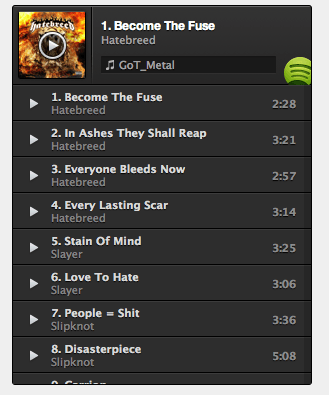 HATEBREED
1. Become The Fuse
Hatebreed
GoT_Metal
1. Become The Fuse 2:28
Hatebreed
2. In Ashes They Shall Reap 3:21
Hatebreed
3. Everyone Bleeds Now 2:57
Hatebreed
4. Every Lasting Scar 3:14
Hatebreed
5. Stain Of Mind 3:25
Slayer
6. Love To Hate 3:06
Slayer
7. People = Shit 3:36
Slipknot
8. Disasterpiece 5:08
Slipknot
9. Carrion